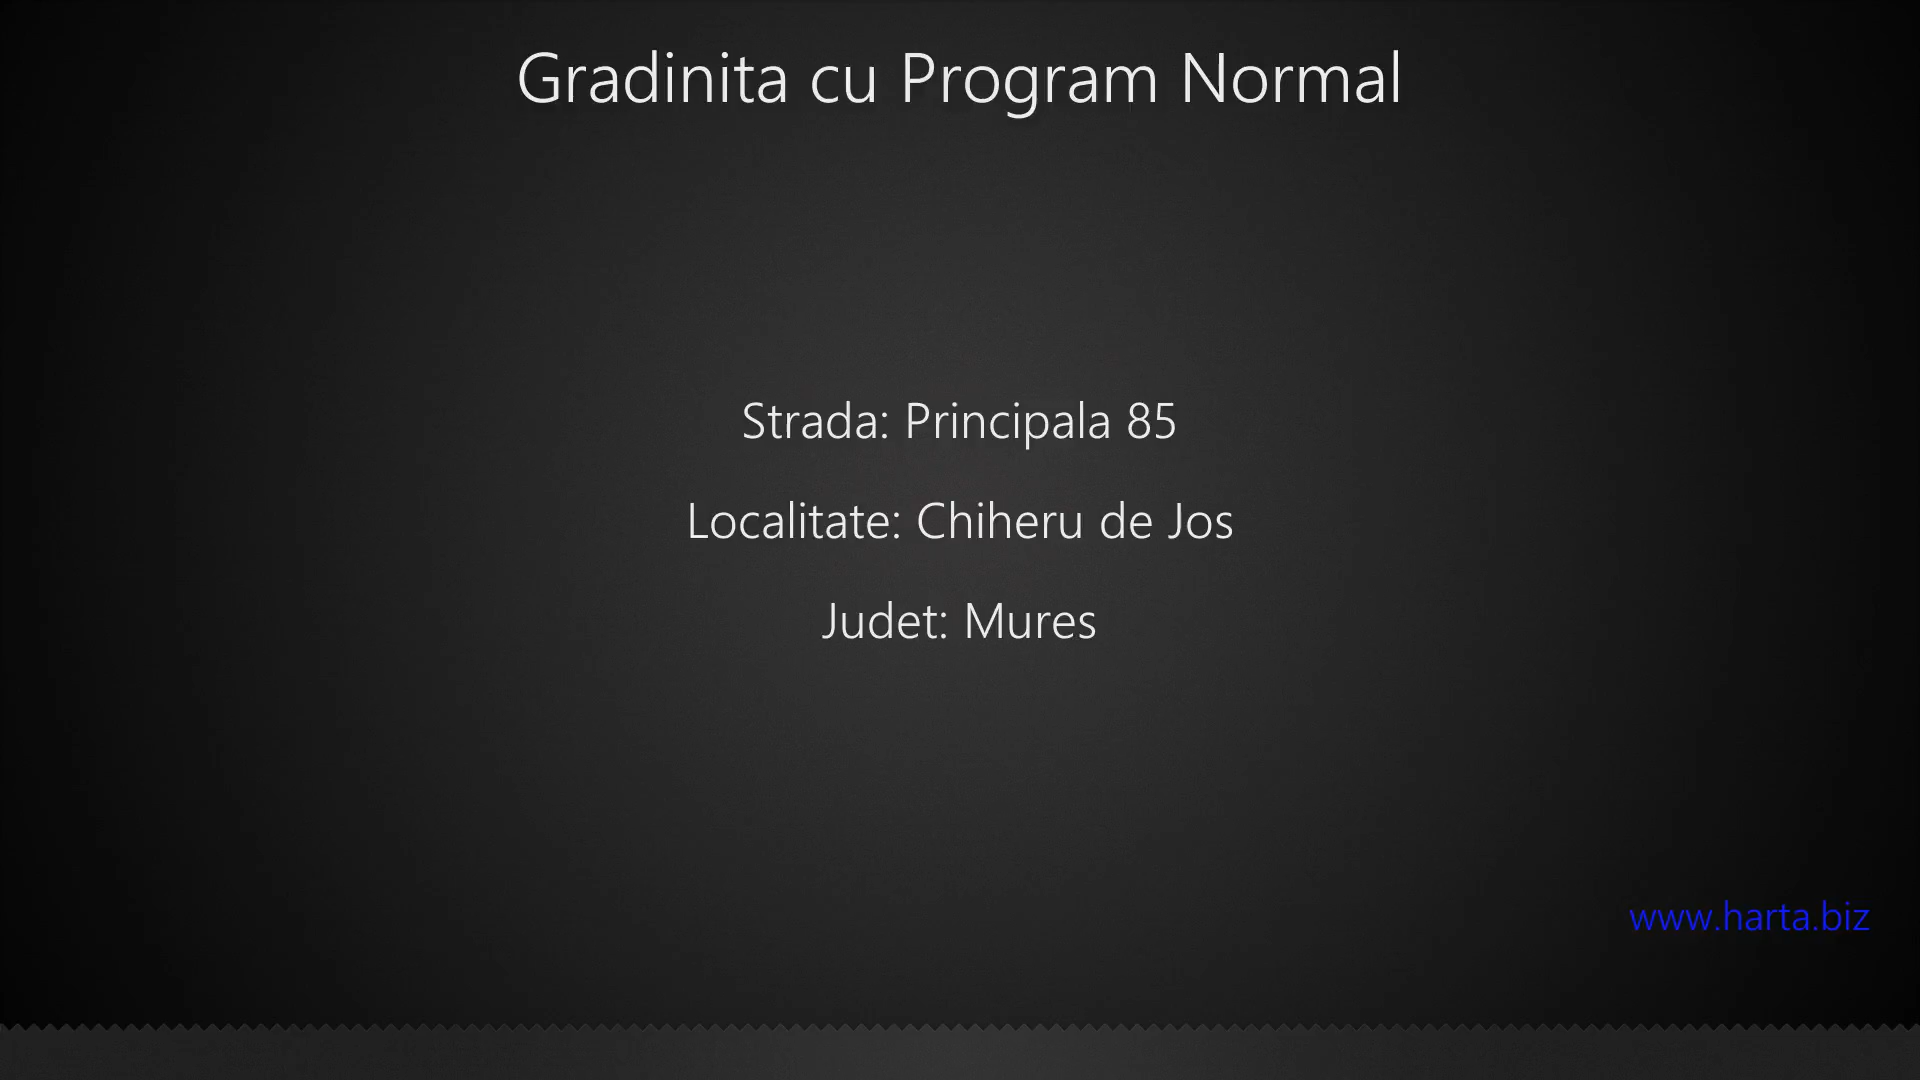 Gradinita cu Program Normal
Strada: Principala 85
Localitate: Chiheru de Jos
Judet: Mures
www.harta.biz